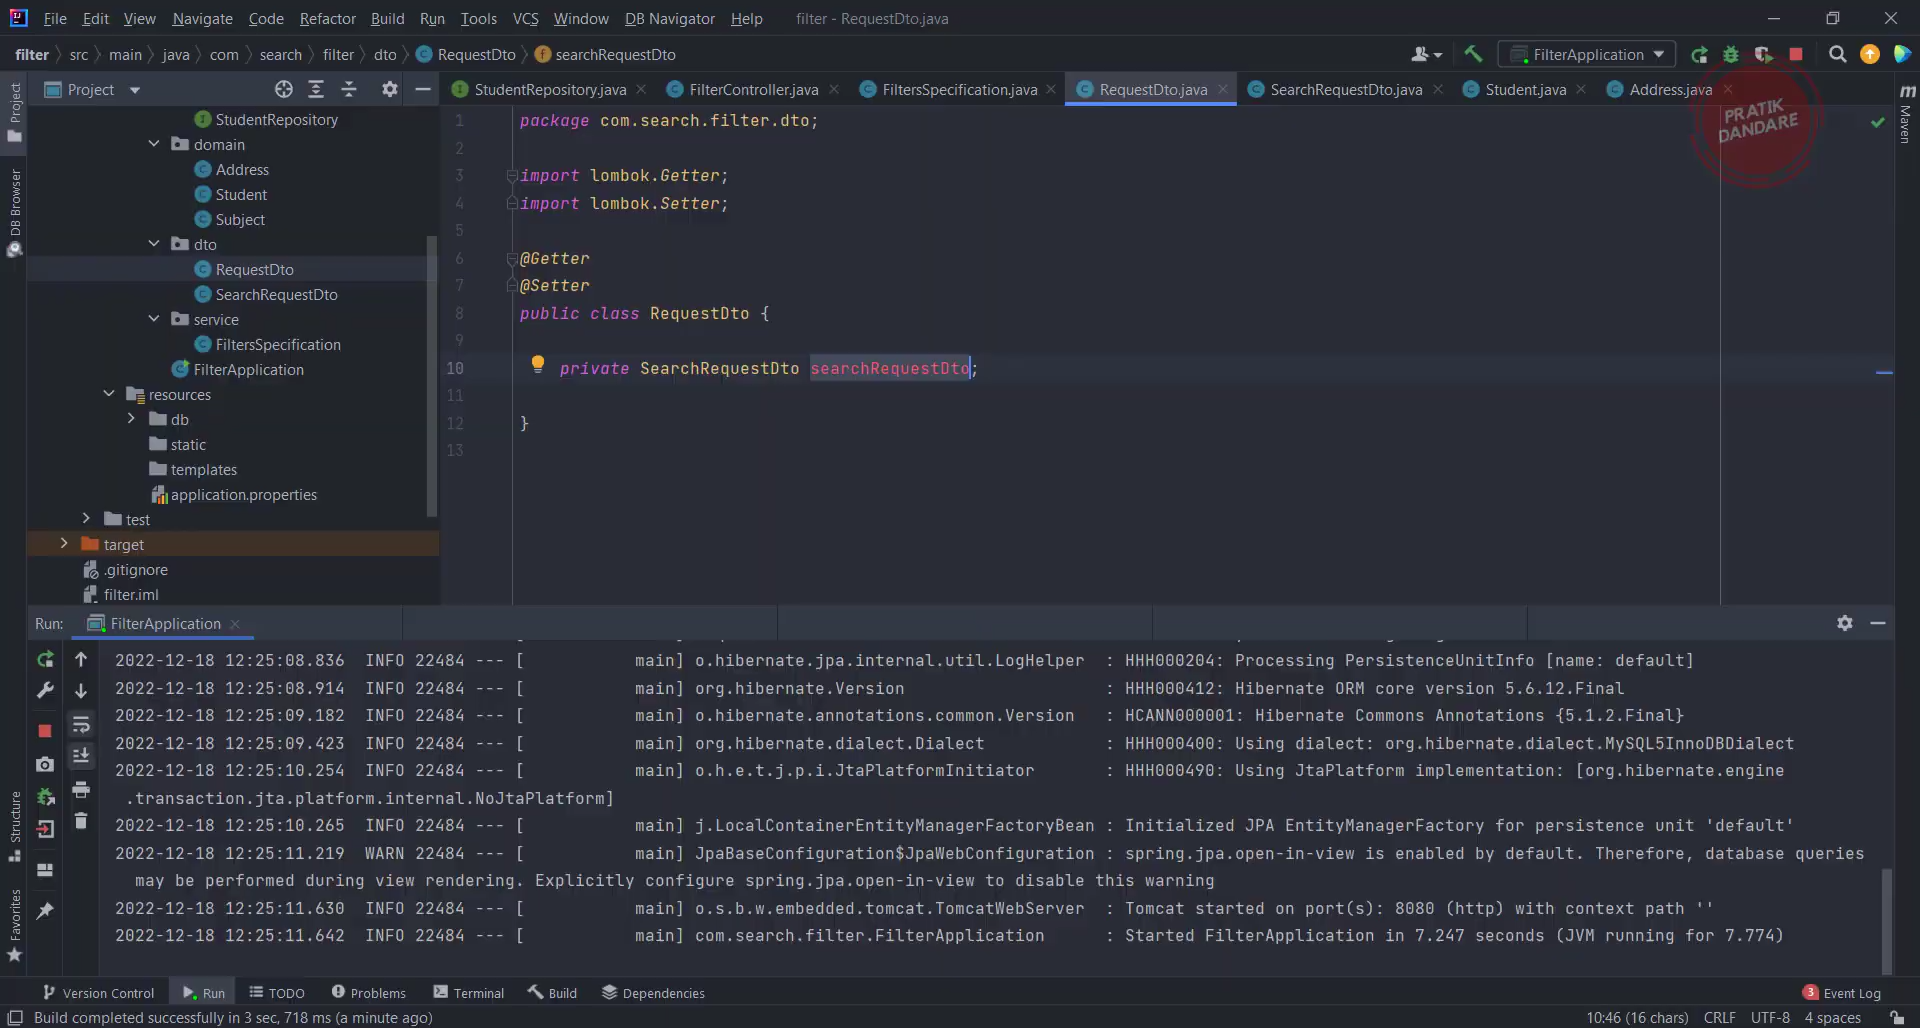 File Edit View Navigate Code Refactor Build Run Tools VCS Window DB Navigator Help filter - RequestDto.java
filter src main java com search filter dto RequestDto searchRequestDto FilterApplication
Project StudentRepository.java FilterController.java FiltersSpecification.java RequestDto.java SearchRequestDto.java Student.java Address.java
PRATIK
DANDARE
Project
DB Browser
Structure
Favorites
Maven
StudentRepository
domain
Address
Student
Subject
dto
RequestDto
SearchRequestDto
service
FiltersSpecification
FilterApplication
resources
db
static
templates
application.properties
test
target
.gitignore
filter.iml
1 package com.search.filter.dto;
2
3 import lombok.Getter;
4 import lombok.Setter;
5
6 @Getter
7 @Setter
8 public class RequestDto {
9
10 private SearchRequestDto searchRequestDto;
11
12 }
13
Run: FilterApplication
2022-12-18 12:25:08.836 INFO 22484 --- [ main] o.hibernate.jpa.internal.util.LogHelper : HHH000204: Processing PersistenceUnitInfo [name: default]
2022-12-18 12:25:08.914 INFO 22484 --- [ main] org.hibernate.Version : HHH000412: Hibernate ORM core version 5.6.12.Final
2022-12-18 12:25:09.182 INFO 22484 --- [ main] o.hibernate.annotations.common.Version : HCANN000001: Hibernate Commons Annotations {5.1.2.Final}
2022-12-18 12:25:09.423 INFO 22484 --- [ main] org.hibernate.dialect.Dialect : HHH000400: Using dialect: org.hibernate.dialect.MySQL5InnoDBDialect
2022-12-18 12:25:10.254 INFO 22484 --- [ main] o.h.e.t.j.p.i.JtaPlatformInitiator : HHH000490: Using JtaPlatform implementation: [org.hibernate.engine
.transaction.jta.platform.internal.NoJtaPlatform]
2022-12-18 12:25:10.265 INFO 22484 --- [ main] j.LocalContainerEntityManagerFactoryBean : Initialized JPA EntityManagerFactory for persistence unit 'default'
2022-12-18 12:25:11.219 WARN 22484 --- [ main] JpaBaseConfiguration$JpaWebConfiguration : spring.jpa.open-in-view is enabled by default. Therefore, database queries
may be performed during view rendering. Explicitly configure spring.jpa.open-in-view to disable this warning
2022-12-18 12:25:11.630 INFO 22484 --- [ main] o.s.b.w.embedded.tomcat.TomcatWebServer : Tomcat started on port(s): 8080 (http) with context path ''
2022-12-18 12:25:11.642 INFO 22484 --- [ main] com.search.filter.FilterApplication : Started FilterApplication in 7.247 seconds (JVM running for 7.774)
Version Control Run TODO Problems Terminal Build Dependencies 3 Event Log
Build completed successfully in 3 sec, 718 ms (a minute ago) 10:46 (16 chars) CRLF UTF-8 4 spaces